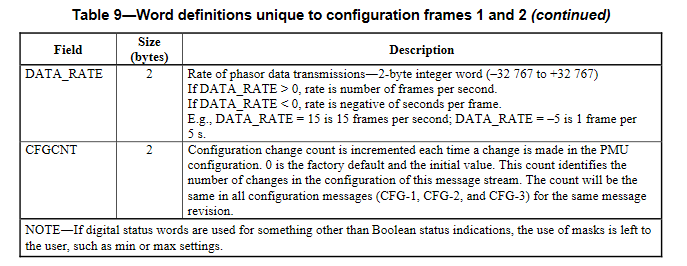 Table 9—Word definitions unique to configuration frames 1 and 2 (continued)
Field
Size
(bytes)
Description
DATA_RATE
2
Rate of phasor data transmissions—2-byte integer word (–32 767 to +32 767)
If DATA_RATE > 0, rate is number of frames per second.
If DATA_RATE < 0, rate is negative of seconds per frame.
E.g., DATA_RATE = 15 is 15 frames per second; DATA_RATE = –5 is 1 frame per
5 s.
CFGCNT
2
Configuration change count is incremented each time a change is made in the PMU
configuration. 0 is the factory default and the initial value. This count identifies the
number of changes in the configuration of this message stream. The count will be the
same in all configuration messages (CFG-1, CFG-2, and CFG-3) for the same message
revision.
NOTE—If digital status words are used for something other than Boolean status indications, the use of masks is left to
the user, such as min or max settings.